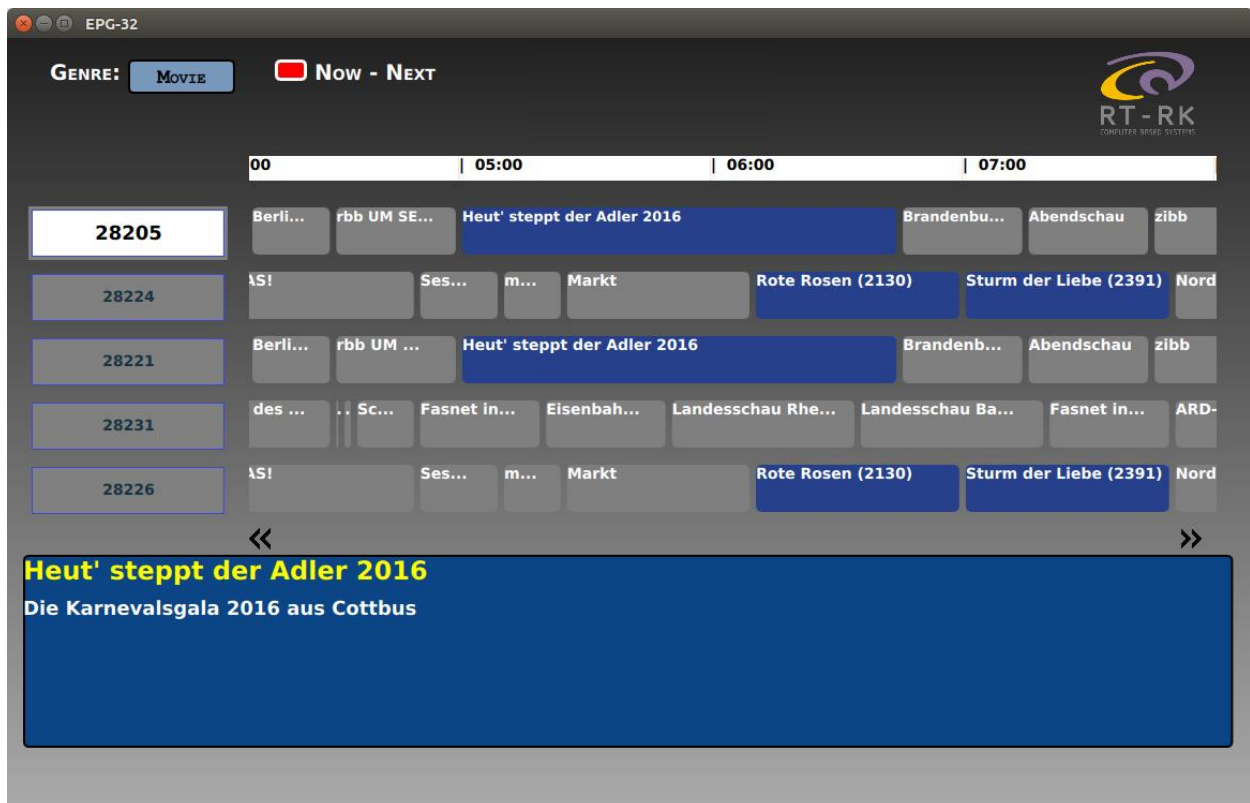 EPG-32
GENRE: MOVIE NOW - NEXT
RT-RK
COMPUTER BASED SYSTEMS
00 | 05:00 | 06:00 | 07:00
28205 Berli... rbb UM SE... Heut' steppt der Adler 2016 Brandenbu... Abendschau zibb
28224 AS! Ses... m... Markt Rote Rosen (2130) Sturm der Liebe (2391) Nord
28221 Berli... rbb UM ... Heut' steppt der Adler 2016 Brandenb... Abendschau zibb
28231 des ... . . Sc... Fasnet in... Eisenbah... Landesschau Rhe... Landesschau Ba... Fasnet in... ARD-
28226 AS! Ses... m... Markt Rote Rosen (2130) Sturm der Liebe (2391) Nord
« »
Heut' steppt der Adler 2016
Die Karnevalsgala 2016 aus Cottbus